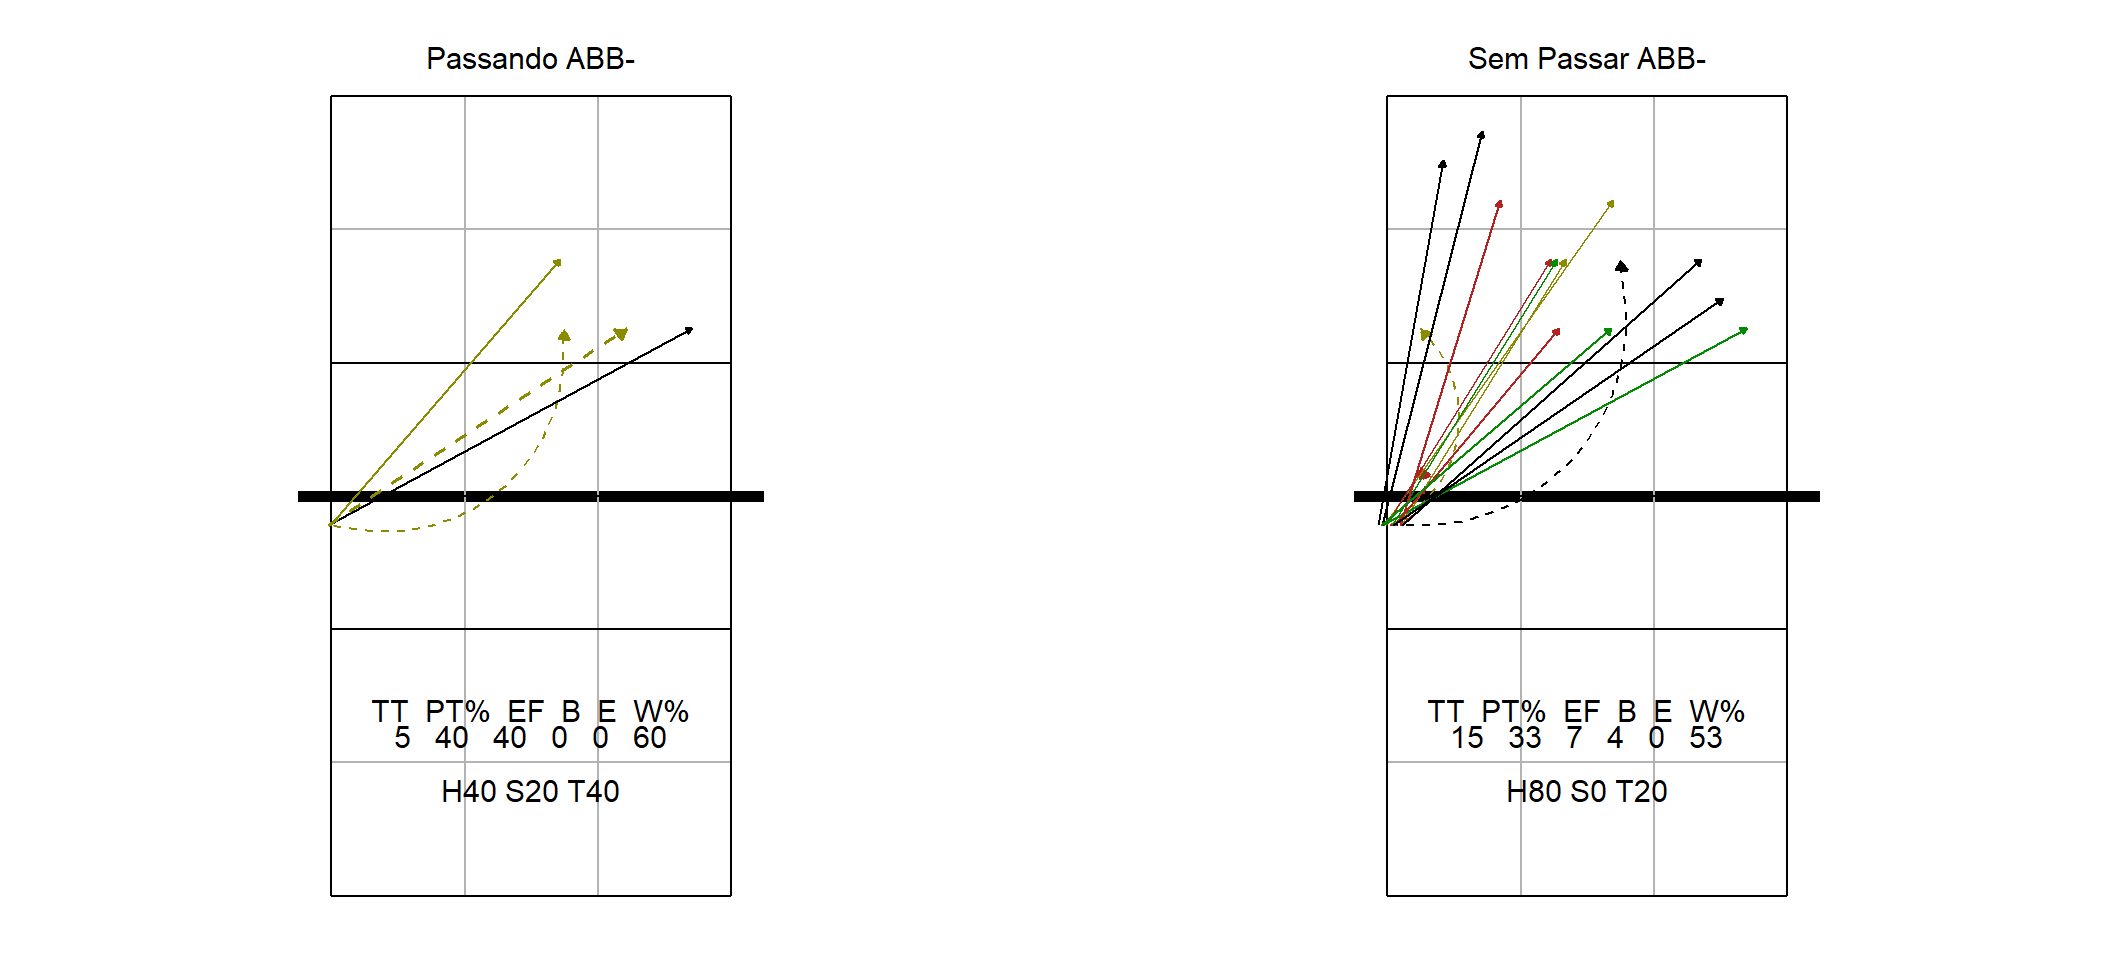 Passando ABB-
TT PT% EF B E W%
5 40 40 0 0 60
H40 S20 T40
Sem Passar ABB-
TT PT% EF B E W%
15 33 7 4 0 53
H80 S0 T20